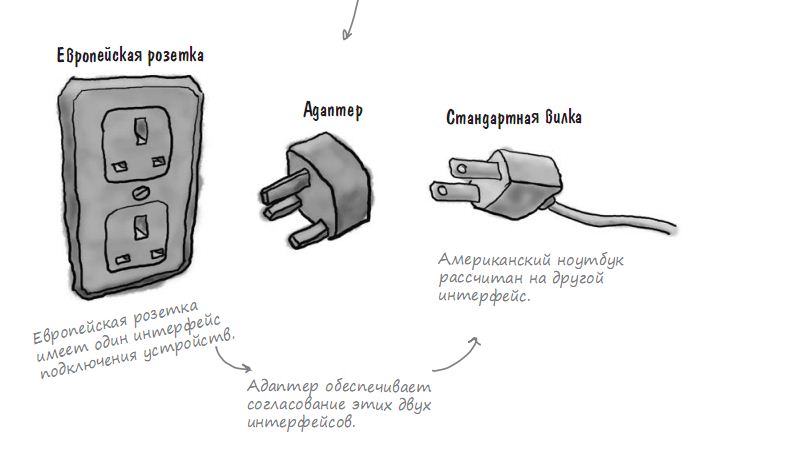 Европейская розетка
Адаптер
Стандартная вилка
Американский ноутбук
рассчитан на другой
интерфейс.
Европейская розетка
имеет один интерфейс
подключения устройств.
Адаптер обеспечивает
согласование этих двух
интерфейсов.